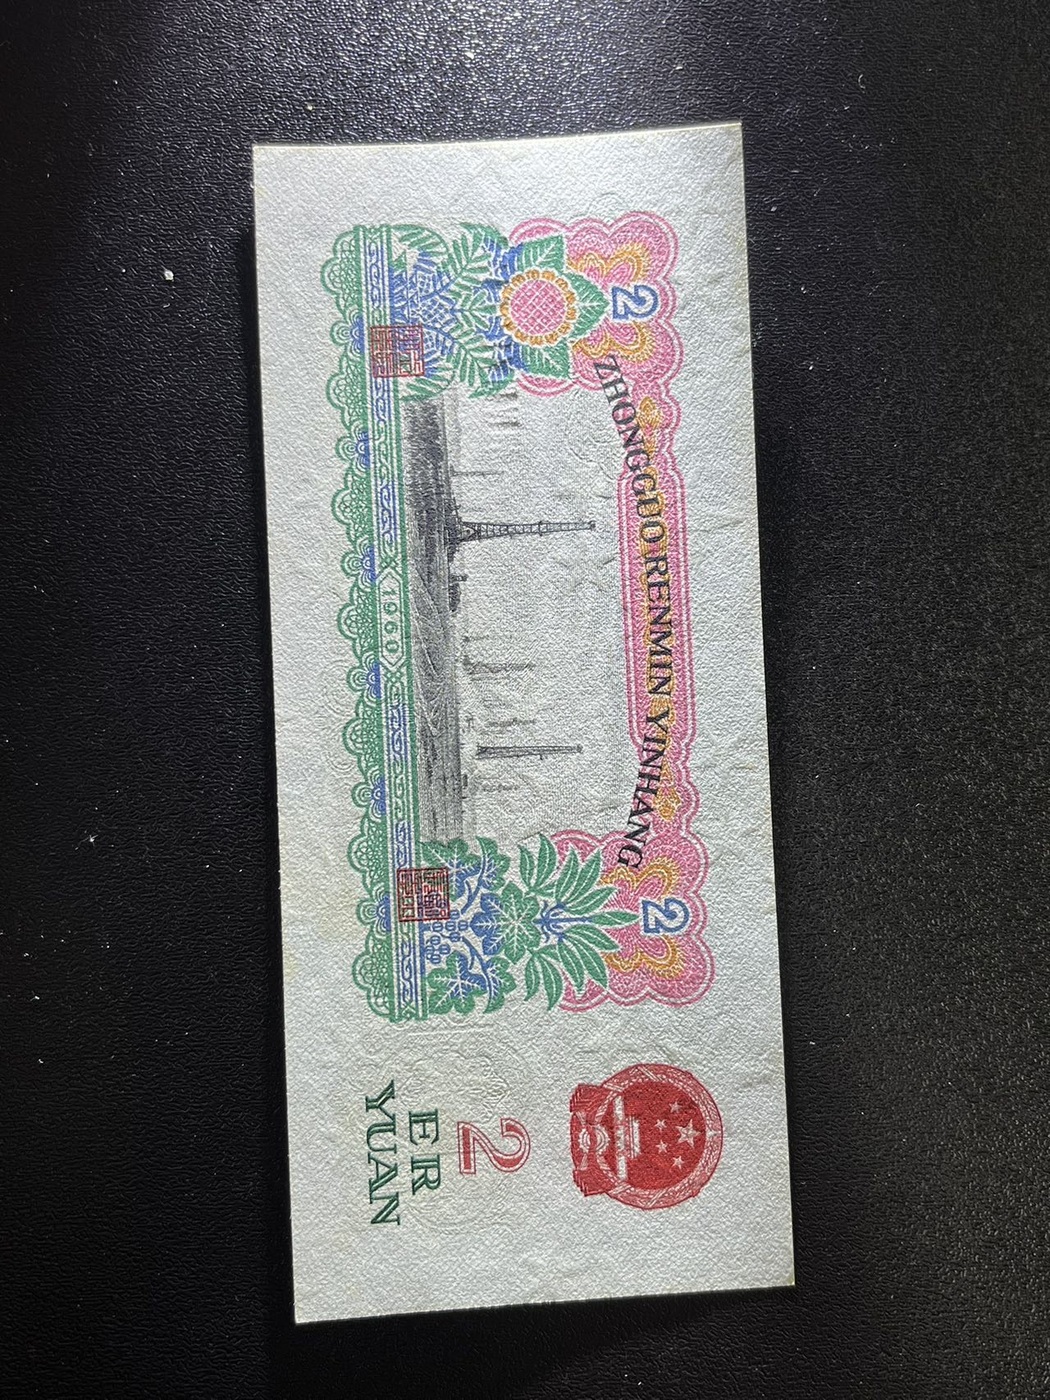 2
2
ZHONGGUO RENMIN YINHANG
1960
2
ER
YUAN